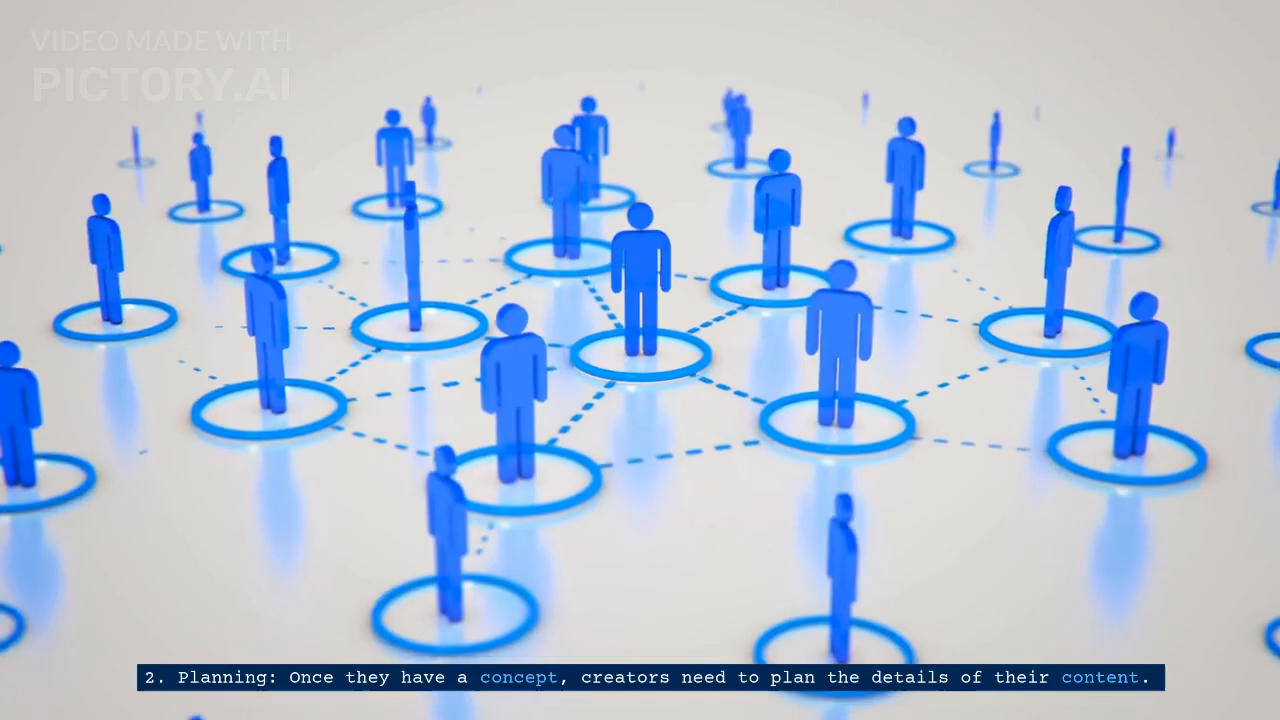 VIDEO MADE WITH
PICTORY.AI
2. Planning: Once they have a concept, creators need to plan the details of their content.